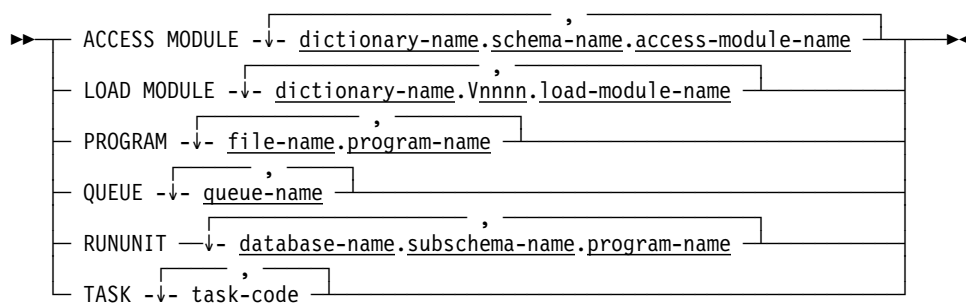 ,
ACCESS MODULE dictionary-name.schema-name.access-module-name
,
LOAD MODULE dictionary-name.Vnnnn.load-module-name
,
PROGRAM file-name.program-name
,
QUEUE queue-name
,
RUNUNIT database-name.subschema-name.program-name
,
TASK task-code